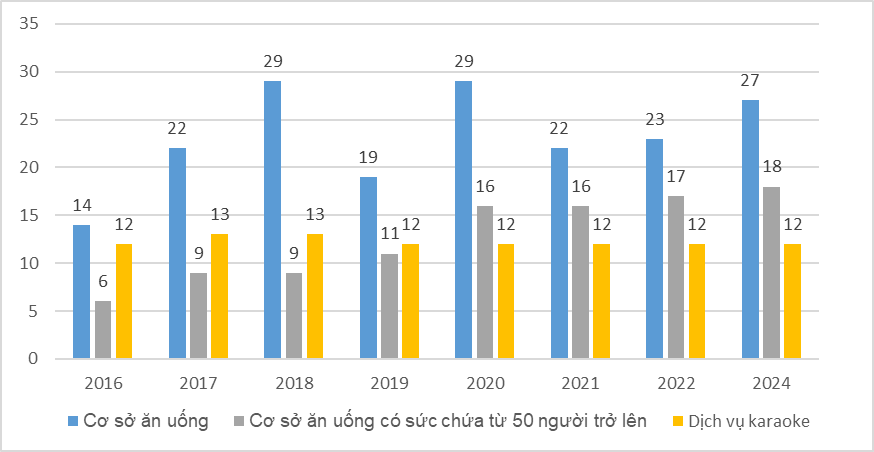 35
30
25
20
15
10
5
0
14 6 12
22 9 13
29 9 13
19 11 12
29 16 12
22 16 12
23 17 12
27 18 12
2016 2017 2018 2019 2020 2021 2022 2024
Cơ sở ăn uống Cơ sở ăn uống có sức chứa từ 50 người trở lên Dịch vụ karaoke